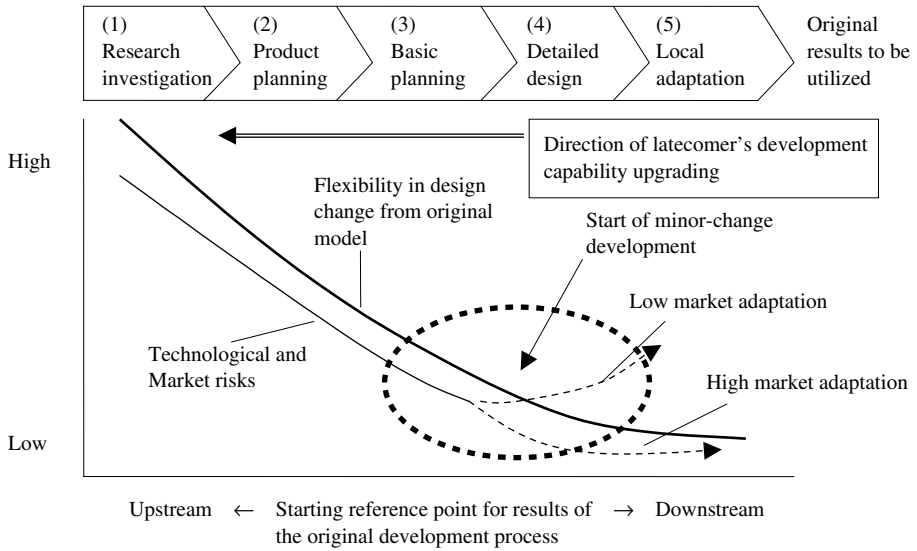 (1)
Research
investigation
(2)
Product
planning
(3)
Basic
planning
(4)
Detailed
design
(5)
Local
adaptation
Original
results to be
utilized
High
Direction of latecomer's development
capability upgrading
Flexibility in design
change from original
model
Start of minor-change
development
Low market adaptation
Technological and
Market risks
High market adaptation
Low
Upstream ← Starting reference point for results of → Downstream
the original development process